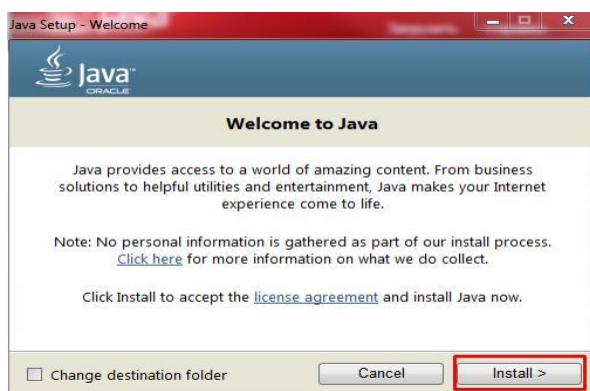 Java Setup - Welcome
Java™
ORACLE
Welcome to Java
Java provides access to a world of amazing content. From business
solutions to helpful utilities and entertainment, Java makes your Internet
experience come to life.
Note: No personal information is gathered as part of our install process.
Click here for more information on what we do collect.
Click Install to accept the license agreement and install Java now.
Change destination folder
Cancel
Install >